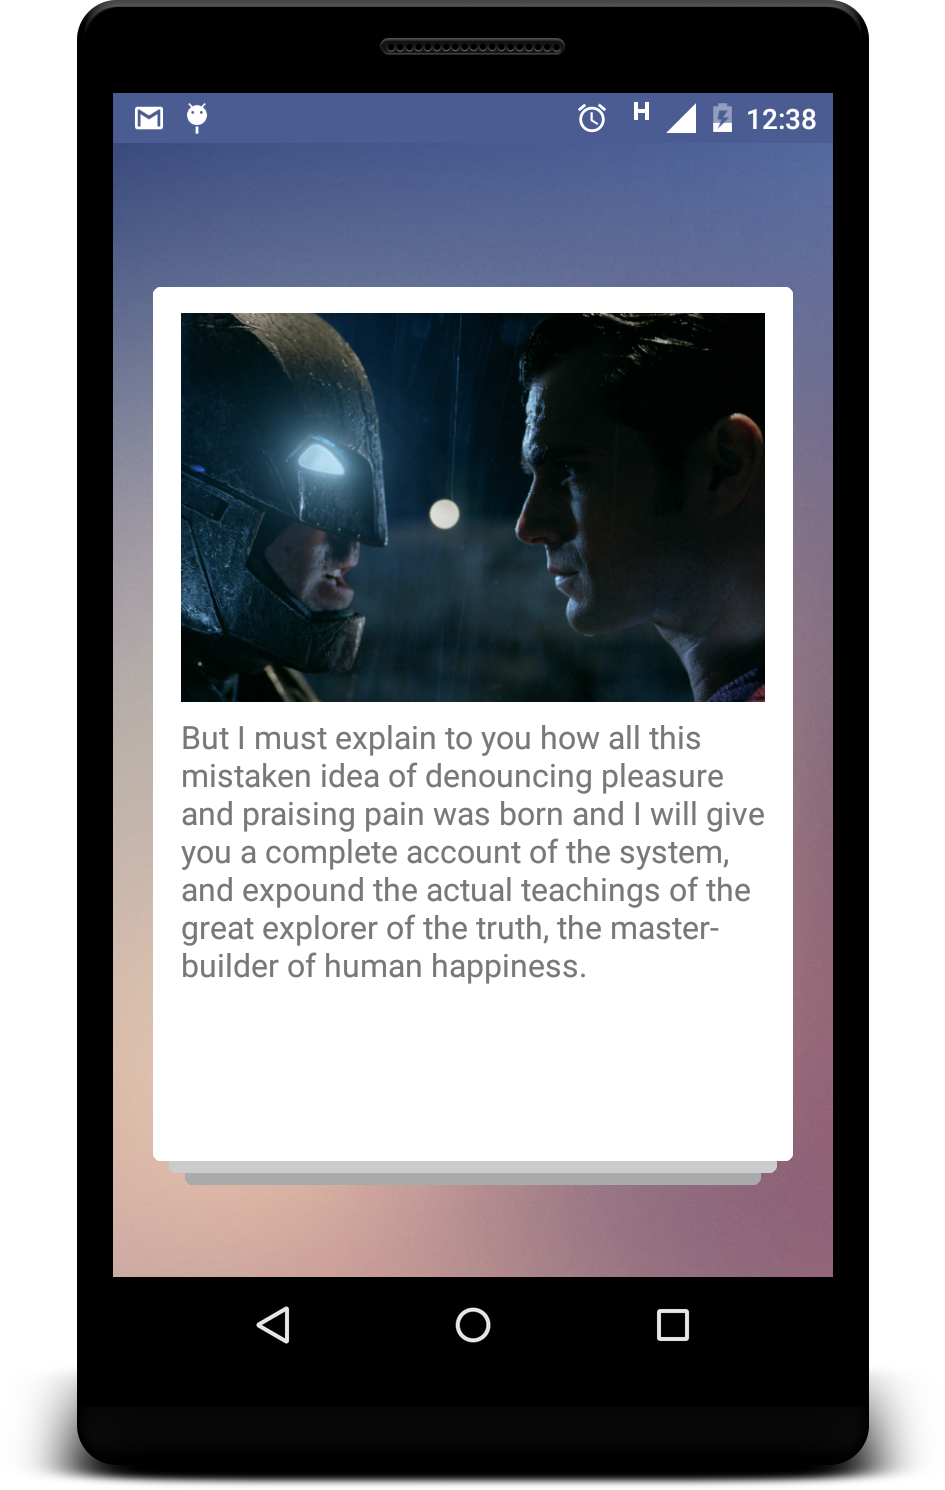 H 12:38
But I must explain to you how all this
mistaken idea of denouncing pleasure
and praising pain was born and I will give
you a complete account of the system,
and expound the actual teachings of the
great explorer of the truth, the master-
builder of human happiness.